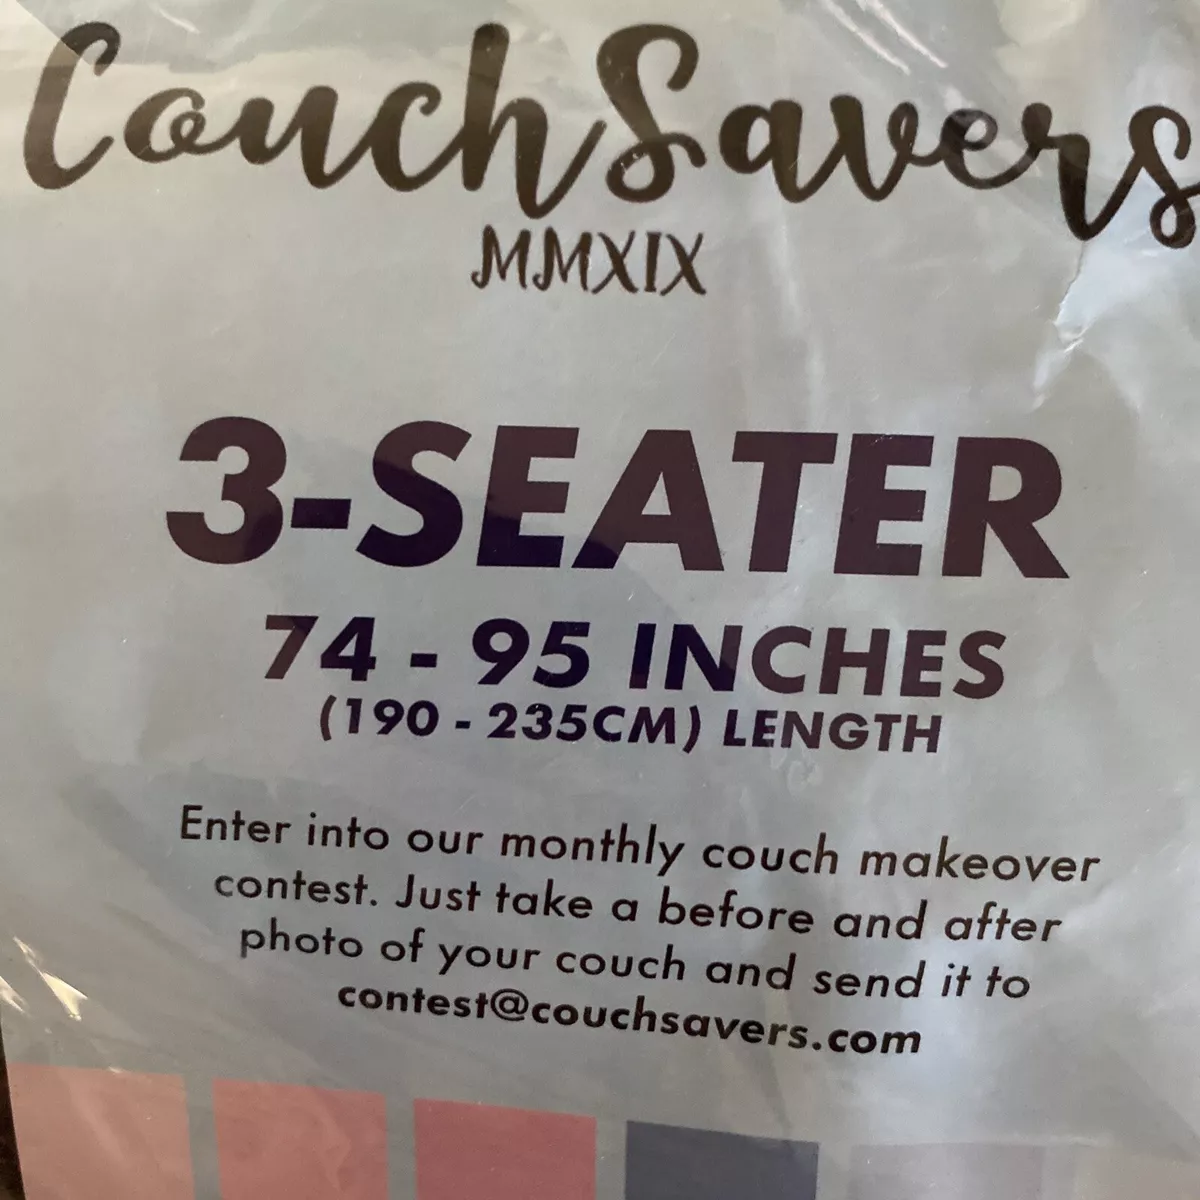 CouchSavers
MMXIX
3-SEATER
74 - 95 INCHES
(190 - 235CM) LENGTH
Enter into our monthly couch makeover
contest. Just take a before and after
photo of your couch and send it to
contest@couchsavers.com